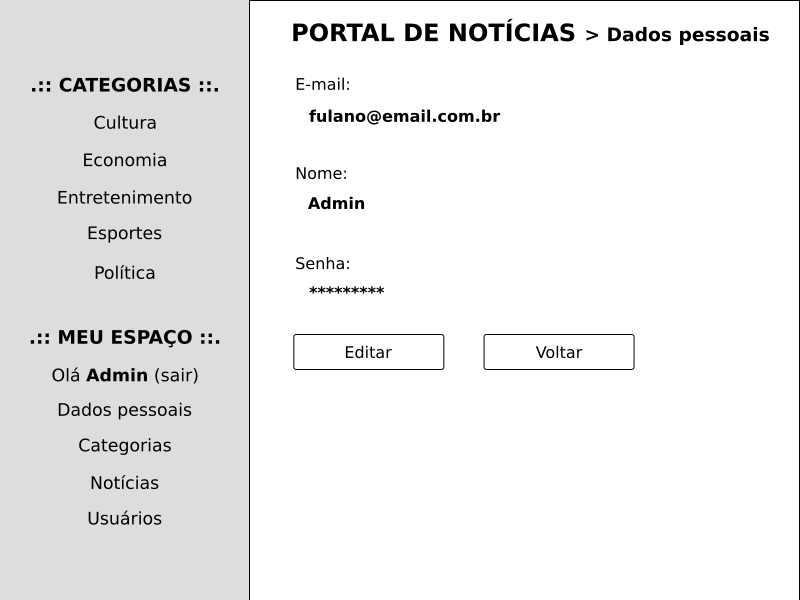 .:: CATEGORIAS ::.
Cultura
Economia
Entretenimento
Esportes
Política
.:: MEU ESPAÇO ::.
Olá Admin (sair)
Dados pessoais
Categorias
Notícias
Usuários
PORTAL DE NOTÍCIAS > Dados pessoais
E-mail:
fulano@email.com.br
Nome:
Admin
Senha:
*********
Editar Voltar